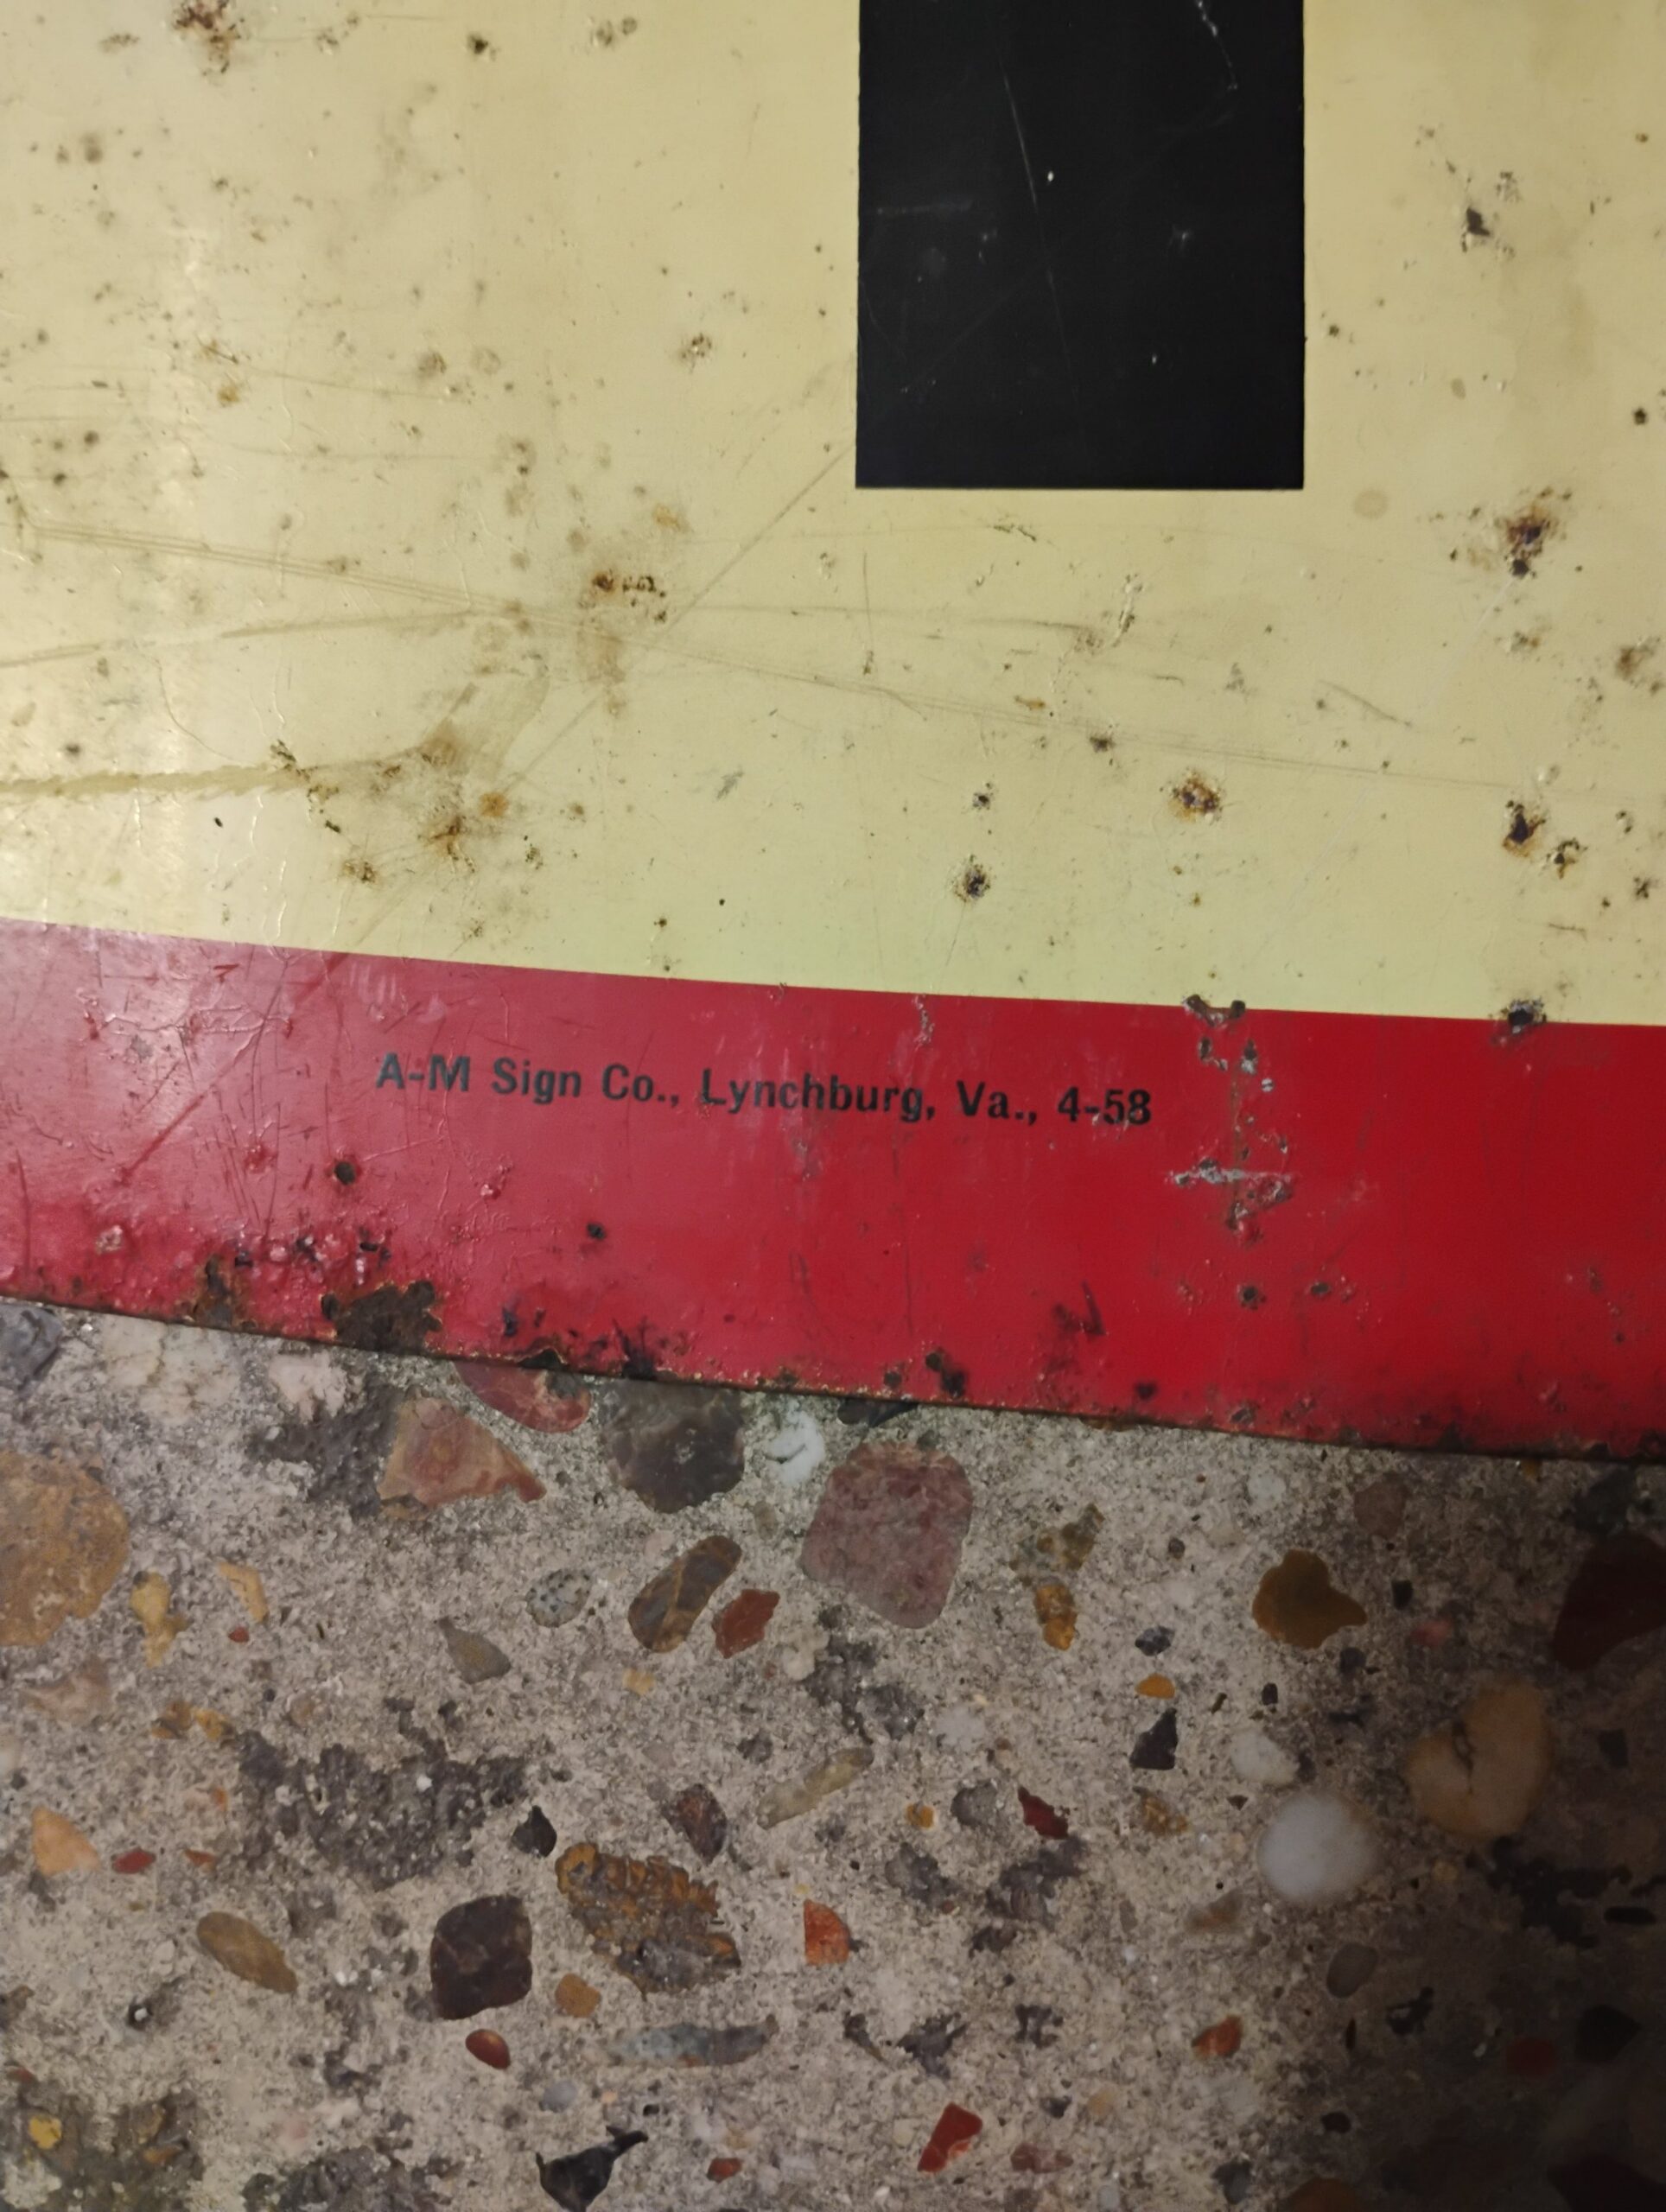 A-M Sign Co., Lynchburg, Va., 4-58